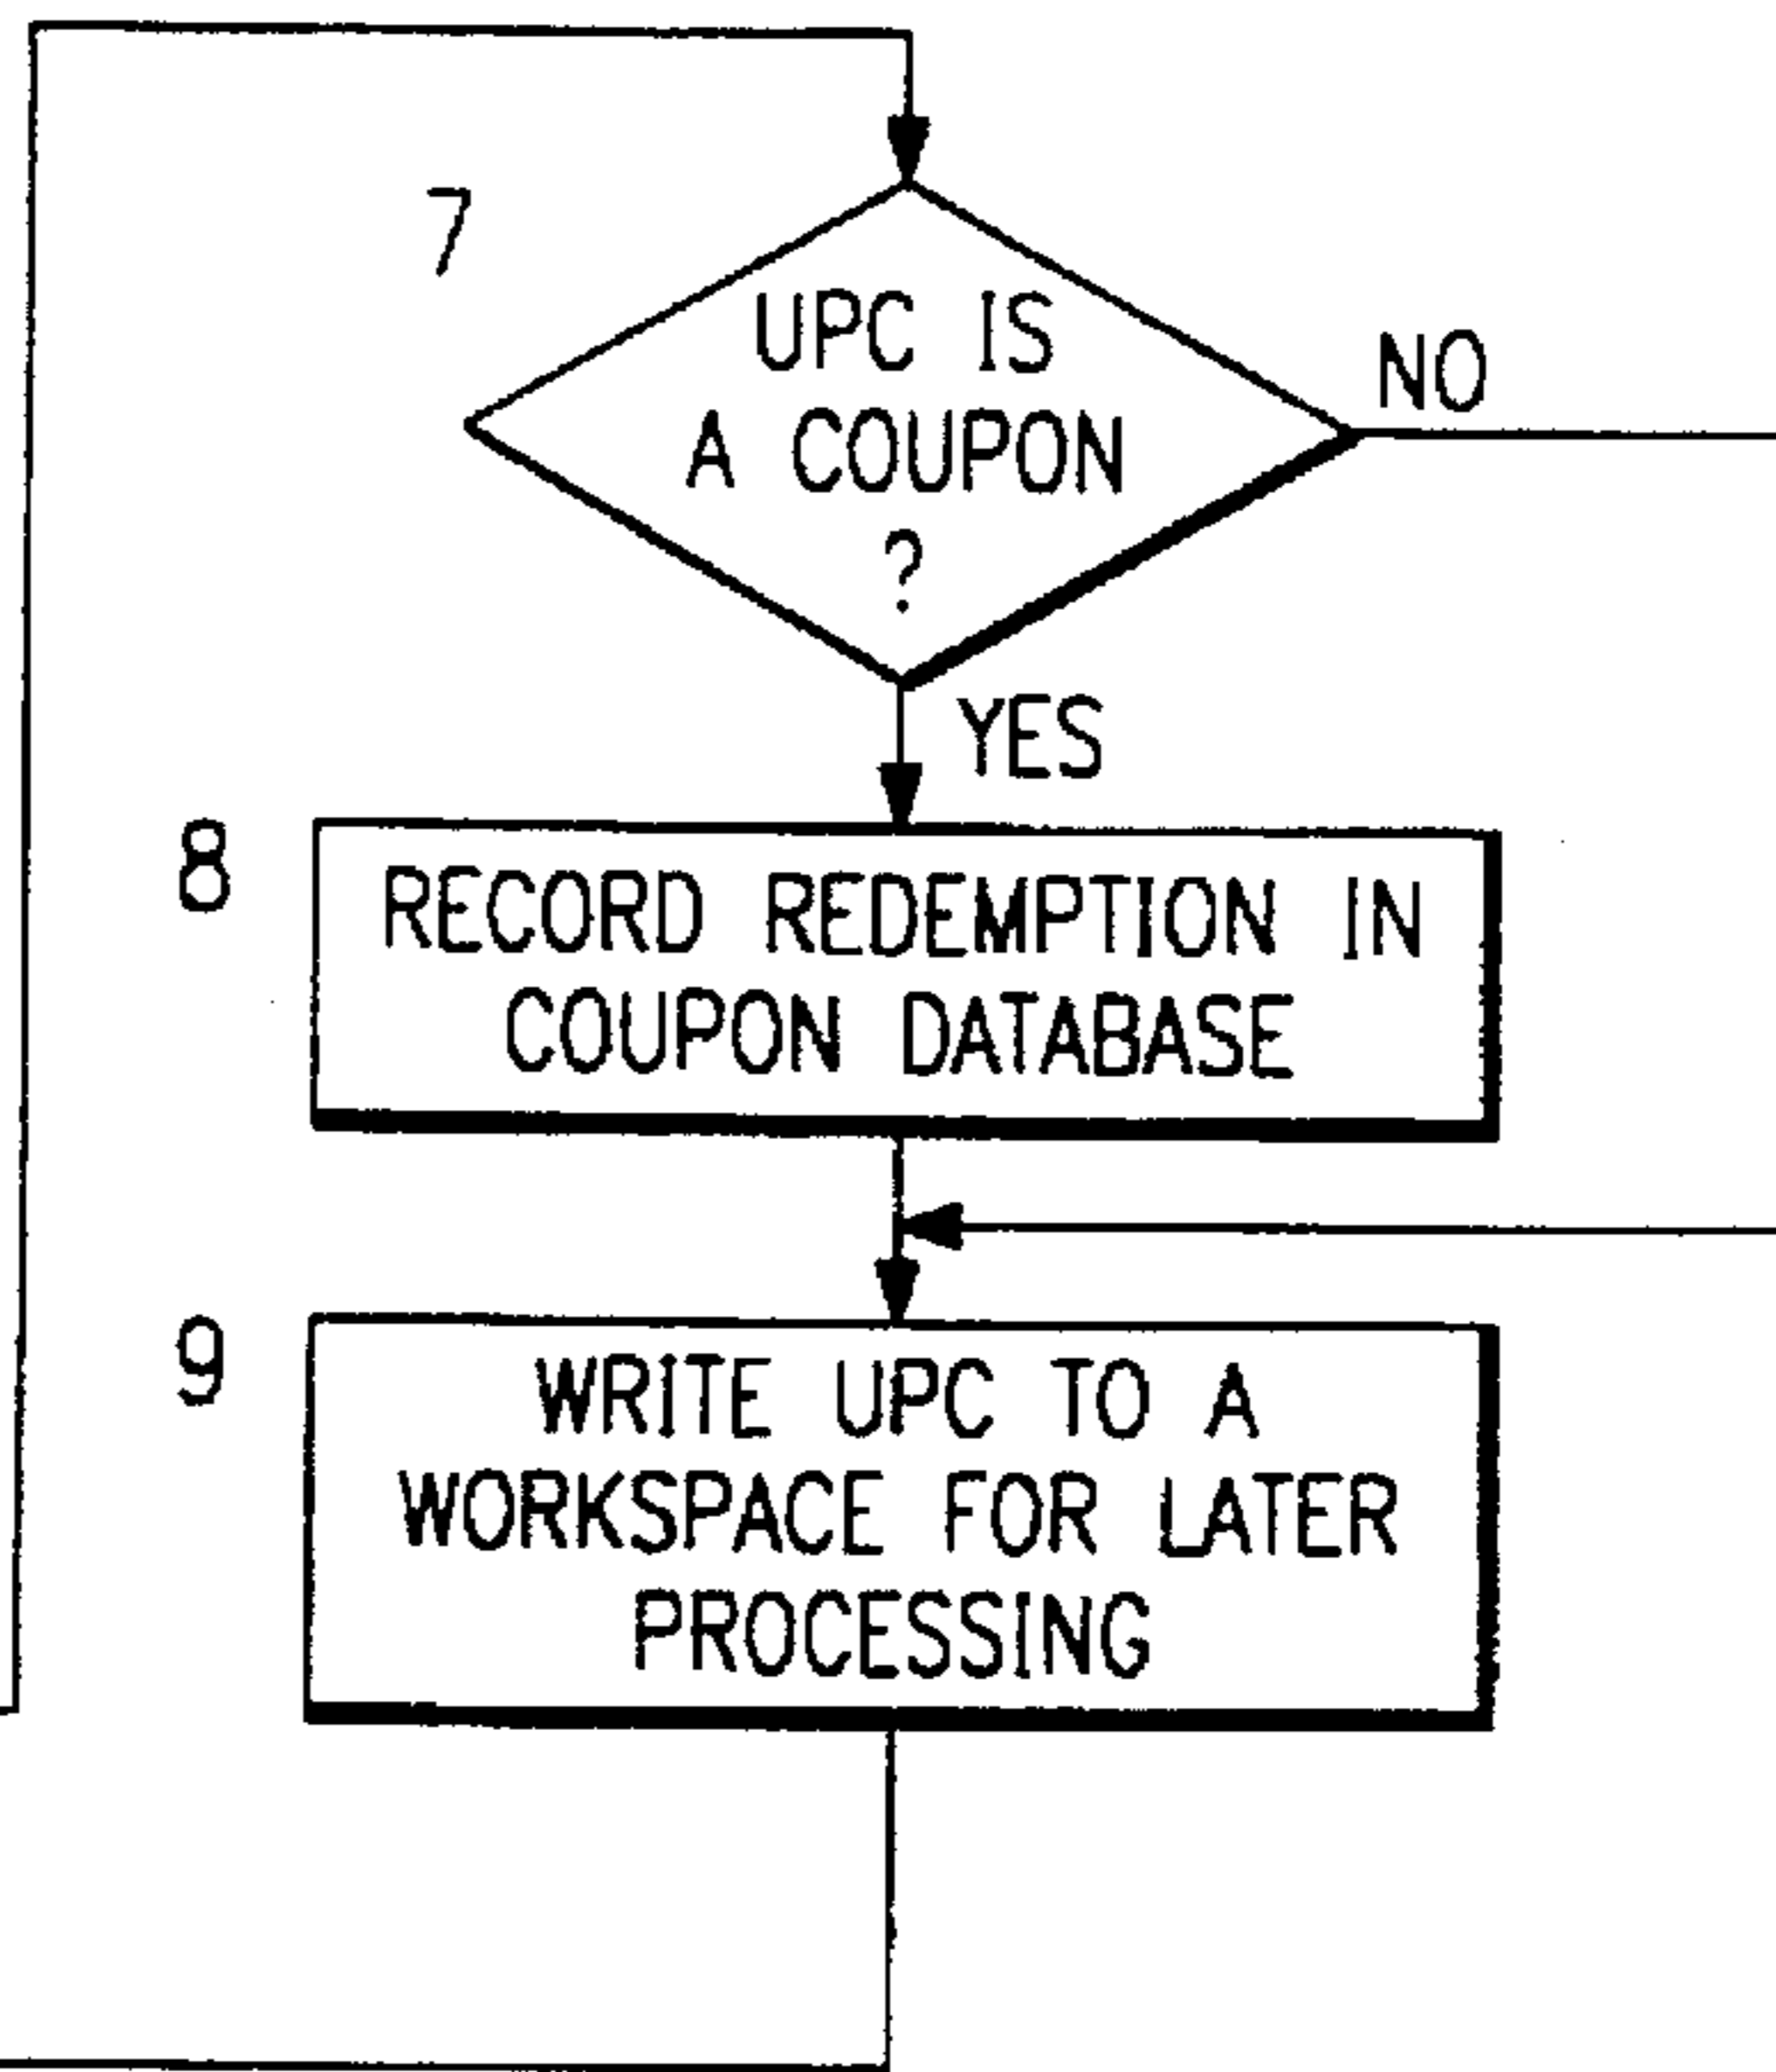 7
UPC IS
A COUPON
?
NO
YES
8
RECORD REDEMPTION IN
COUPON DATABASE
9
WRITE UPC TO A
WORKSPACE FOR LATER
PROCESSING